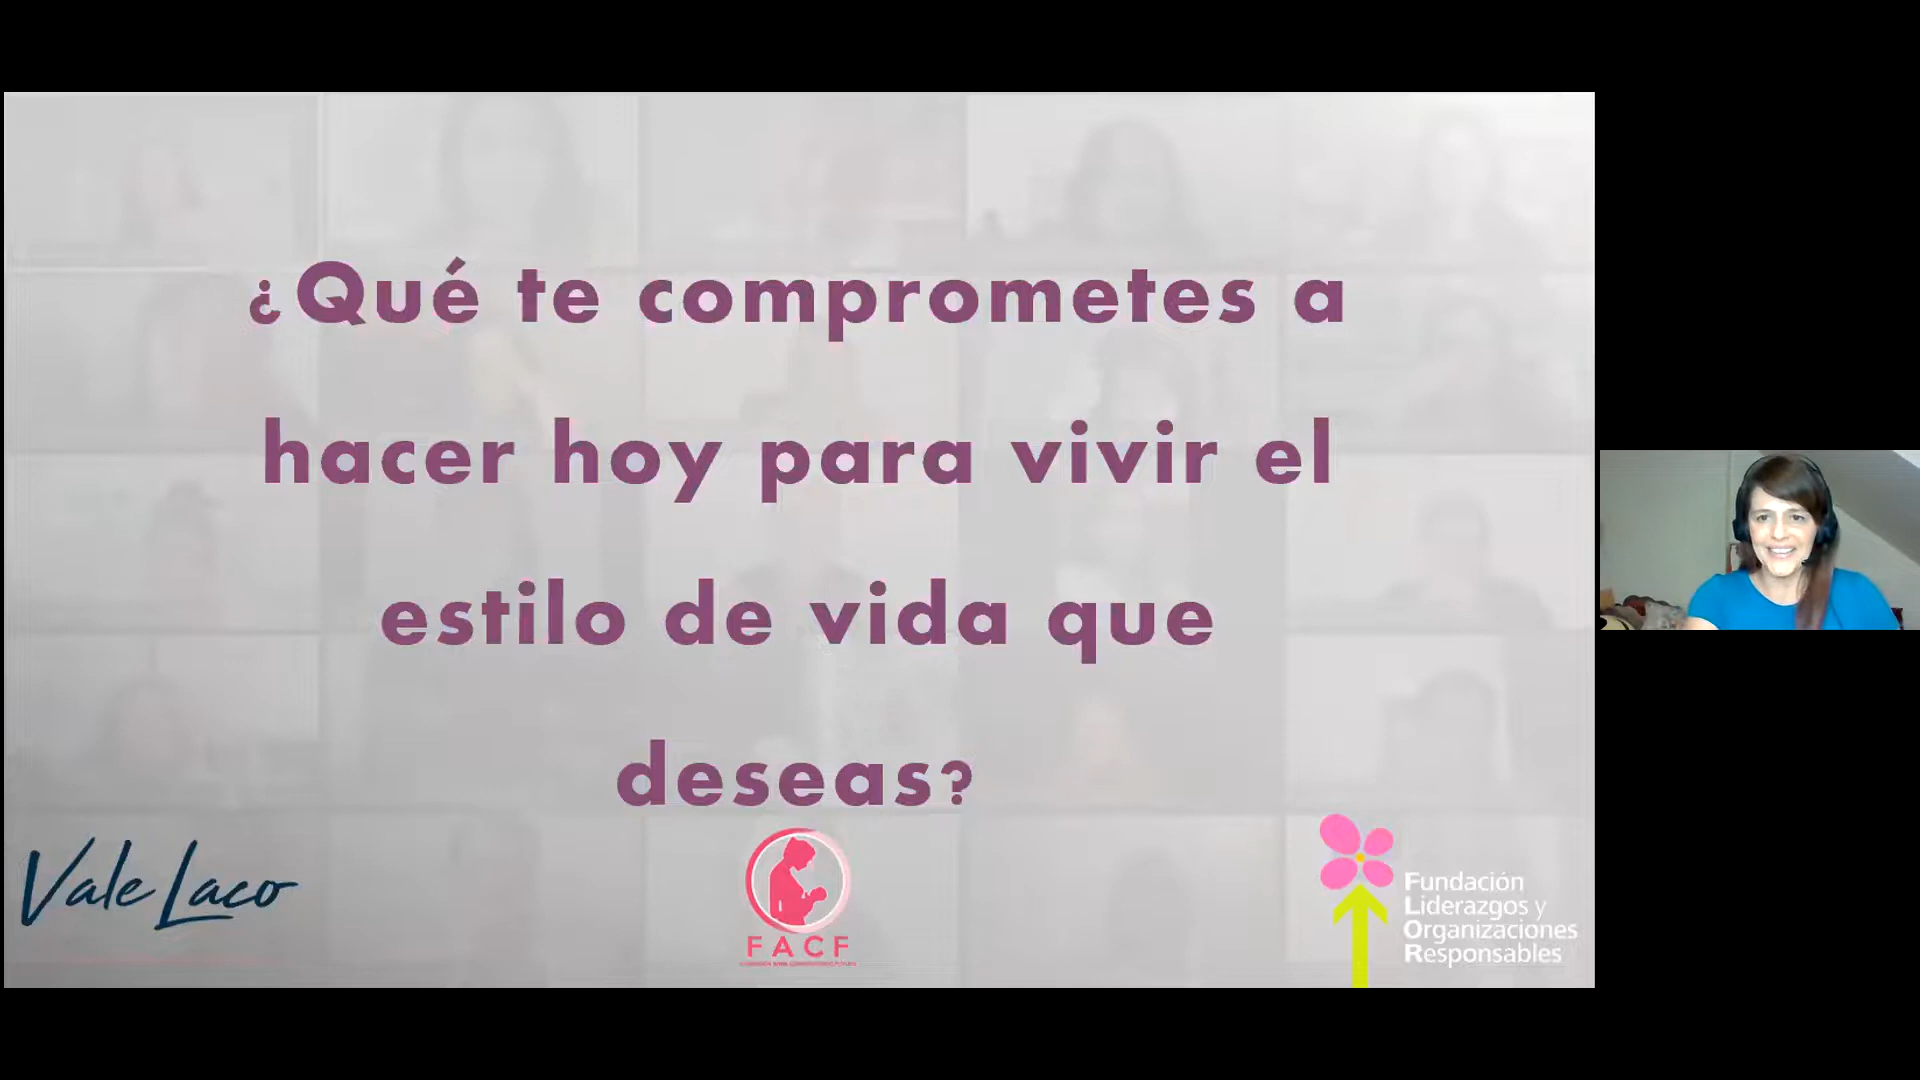 ¿Qué te comprometes a
hacer hoy para vivir el
estilo de vida que
deseas?
Vale Laco
FACF
Fundación
Liderazgos y
Organizaciones
Responsables